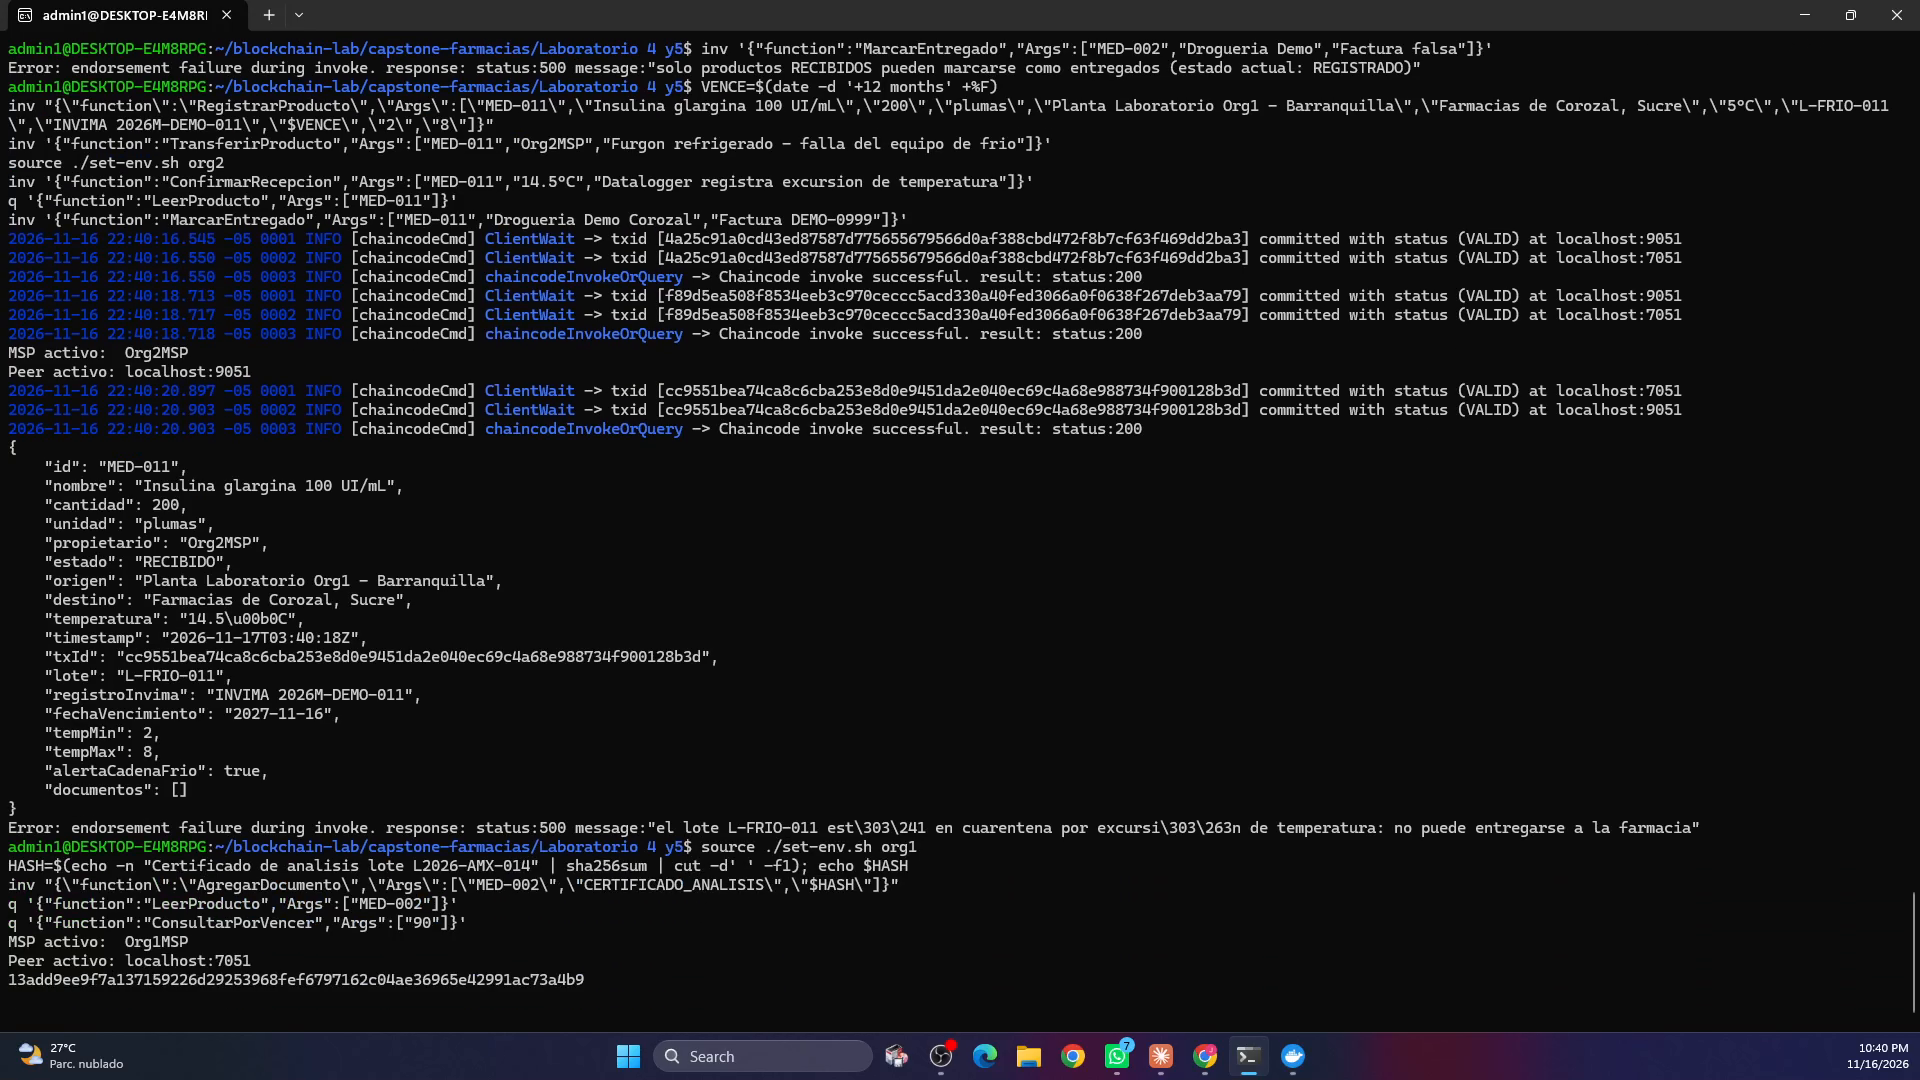 admin1@DESKTOP-E4M8RI
admin1@DESKTOP-E4M8RPG:~/blockchain-lab/capstone-farmacias/Laboratorio 4 y5$ inv '{"function":"MarcarEntregado","Args":["MED-002","Drogueria Demo","Factura falsa"]}'
Error: endorsement failure during invoke. response: status:500 message:"solo productos RECIBIDOS pueden marcarse como entregados (estado actual: REGISTRADO)"
admin1@DESKTOP-E4M8RPG:~/blockchain-lab/capstone-farmacias/Laboratorio 4 y5$ VENCE=$(date -d '+12 months' +%F)
inv "{\"function\":\"RegistrarProducto\",\"Args\":[\"MED-011\",\"Insulina glargina 100 UI/mL\",\"200\",\"plumas\",\"Planta Laboratorio Org1 - Barranquilla\",\"Farmacias de Corozal, Sucre\",\"5°C\",\"L-FRIO-011
\",\"INVIMA 2026M-DEMO-011\",\"$VENCE\",\"2\",\"8\"]}"
inv '{"function":"TransferirProducto","Args":["MED-011","Org2MSP","Furgon refrigerado - falla del equipo de frio"]}'
source ./set-env.sh org2
inv '{"function":"ConfirmarRecepcion","Args":["MED-011","14.5°C","Datalogger registra excursion de temperatura"]}'
q '{"function":"LeerProducto","Args":["MED-011"]}'
inv '{"function":"MarcarEntregado","Args":["MED-011","Drogueria Demo Corozal","Factura DEMO-0999"]}'
2026-11-16 22:40:16.545 -05 0001 INFO [chaincodeCmd] ClientWait -> txid [4a25c91a0cd43ed87587d775655679566d0af388cbd472f8b7cf63f469dd2ba3] committed with status (VALID) at localhost:9051
2026-11-16 22:40:16.550 -05 0002 INFO [chaincodeCmd] ClientWait -> txid [4a25c91a0cd43ed87587d775655679566d0af388cbd472f8b7cf63f469dd2ba3] committed with status (VALID) at localhost:7051
2026-11-16 22:40:16.550 -05 0003 INFO [chaincodeCmd] chaincodeInvokeOrQuery -> Chaincode invoke successful. result: status:200
2026-11-16 22:40:18.713 -05 0001 INFO [chaincodeCmd] ClientWait -> txid [f89d5ea508f8534eeb3c970ceccc5acd330a40fed3066a0f0638f267deb3aa79] committed with status (VALID) at localhost:9051
2026-11-16 22:40:18.717 -05 0002 INFO [chaincodeCmd] ClientWait -> txid [f89d5ea508f8534eeb3c970ceccc5acd330a40fed3066a0f0638f267deb3aa79] committed with status (VALID) at localhost:7051
2026-11-16 22:40:18.718 -05 0003 INFO [chaincodeCmd] chaincodeInvokeOrQuery -> Chaincode invoke successful. result: status:200
MSP activo:  Org2MSP
Peer activo: localhost:9051
2026-11-16 22:40:20.897 -05 0001 INFO [chaincodeCmd] ClientWait -> txid [cc9551bea74ca8c6cba253e8d0e9451da2e040ec69c4a68e988734f900128b3d] committed with status (VALID) at localhost:7051
2026-11-16 22:40:20.903 -05 0002 INFO [chaincodeCmd] ClientWait -> txid [cc9551bea74ca8c6cba253e8d0e9451da2e040ec69c4a68e988734f900128b3d] committed with status (VALID) at localhost:9051
2026-11-16 22:40:20.903 -05 0003 INFO [chaincodeCmd] chaincodeInvokeOrQuery -> Chaincode invoke successful. result: status:200
{
    "id": "MED-011",
    "nombre": "Insulina glargina 100 UI/mL",
    "cantidad": 200,
    "unidad": "plumas",
    "propietario": "Org2MSP",
    "estado": "RECIBIDO",
    "origen": "Planta Laboratorio Org1 - Barranquilla",
    "destino": "Farmacias de Corozal, Sucre",
    "temperatura": "14.5\u00b0C",
    "timestamp": "2026-11-17T03:40:18Z",
    "txId": "cc9551bea74ca8c6cba253e8d0e9451da2e040ec69c4a68e988734f900128b3d",
    "lote": "L-FRIO-011",
    "registroInvima": "INVIMA 2026M-DEMO-011",
    "fechaVencimiento": "2027-11-16",
    "tempMin": 2,
    "tempMax": 8,
    "alertaCadenaFrio": true,
    "documentos": []
}
Error: endorsement failure during invoke. response: status:500 message:"el lote L-FRIO-011 est\303\241 en cuarentena por excursi\303\263n de temperatura: no puede entregarse a la farmacia"
admin1@DESKTOP-E4M8RPG:~/blockchain-lab/capstone-farmacias/Laboratorio 4 y5$ source ./set-env.sh org1
HASH=$(echo -n "Certificado de analisis lote L2026-AMX-014" | sha256sum | cut -d' ' -f1); echo $HASH
inv "{\"function\":\"AgregarDocumento\",\"Args\":[\"MED-002\",\"CERTIFICADO_ANALISIS\",\"$HASH\"]}"
q '{"function":"LeerProducto","Args":["MED-002"]}'
q '{"function":"ConsultarPorVencer","Args":["90"]}'
MSP activo:  Org1MSP
Peer activo: localhost:7051
13add9ee9f7a137159226d29253968fef6797162c04ae36965e42991ac73a4b9
27°C
Parc. nublado
Search
7
10:40 PM
11/16/2026